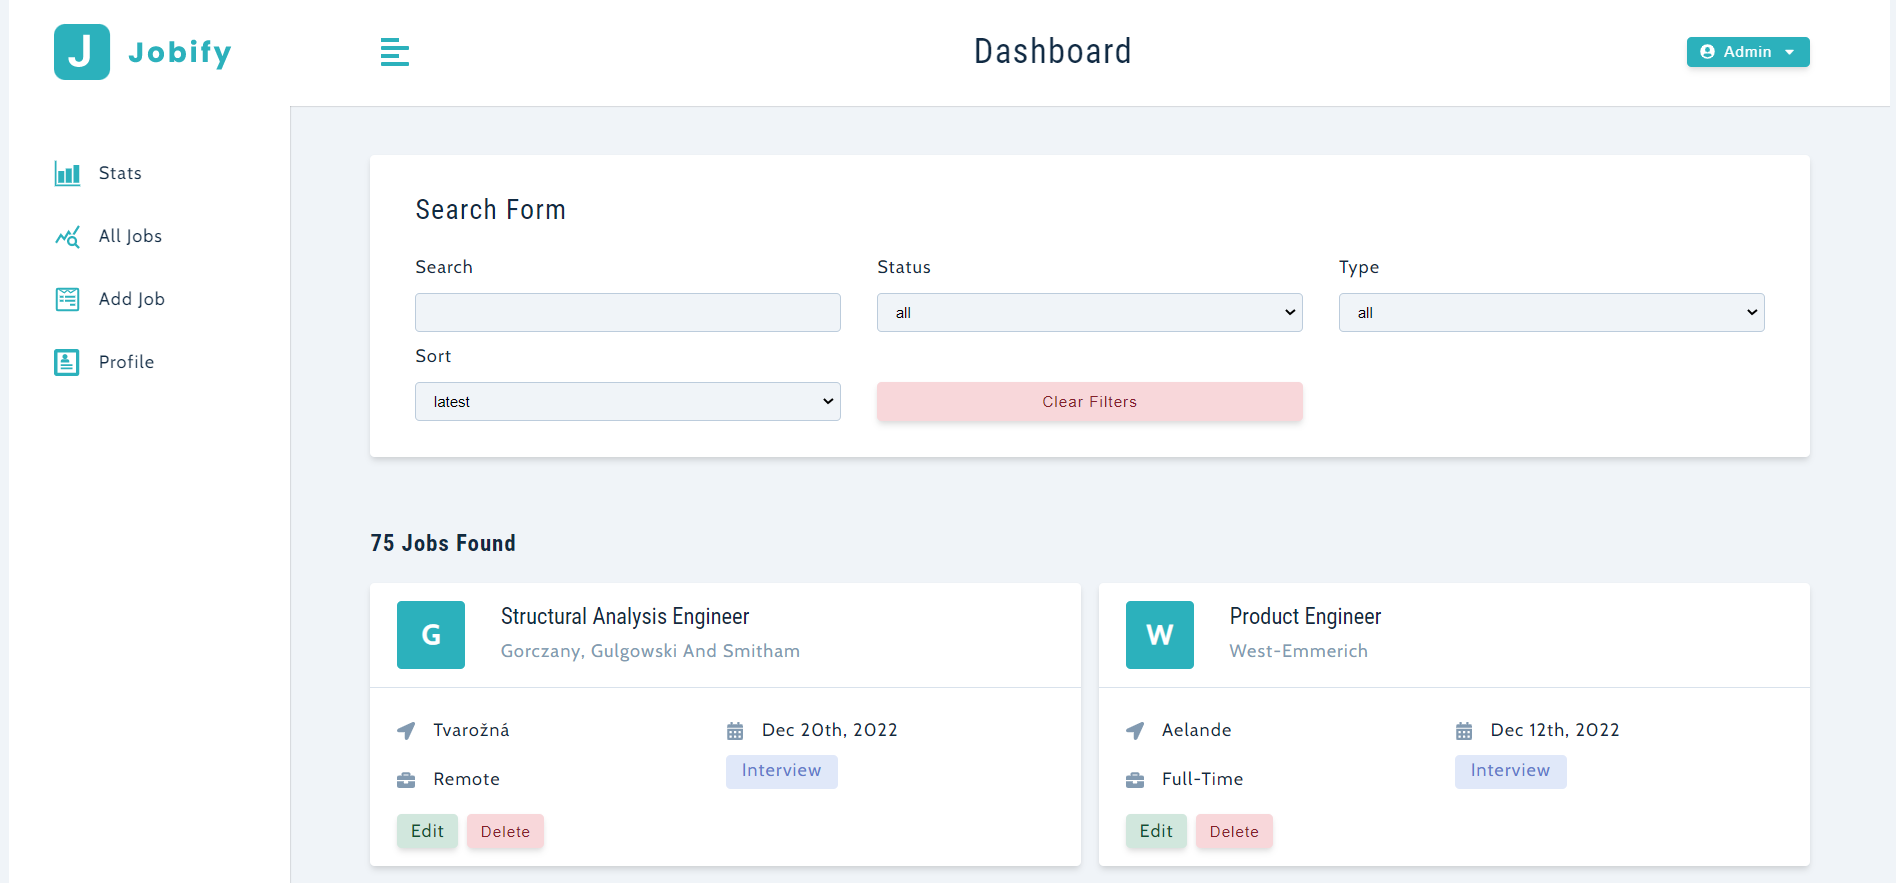 J Jobify
Dashboard
Admin
Stats
All Jobs
Add Job
Profile
Search Form
Search
Status
all
Type
all
Sort
latest
Clear Filters
75 Jobs Found
G
Structural Analysis Engineer
Gorczany, Gulgowski And Smitham
Tvarožná
Dec 20th, 2022
Remote
Interview
Edit
Delete
W
Product Engineer
West-Emmerich
Aelande
Dec 12th, 2022
Full-Time
Interview
Edit
Delete